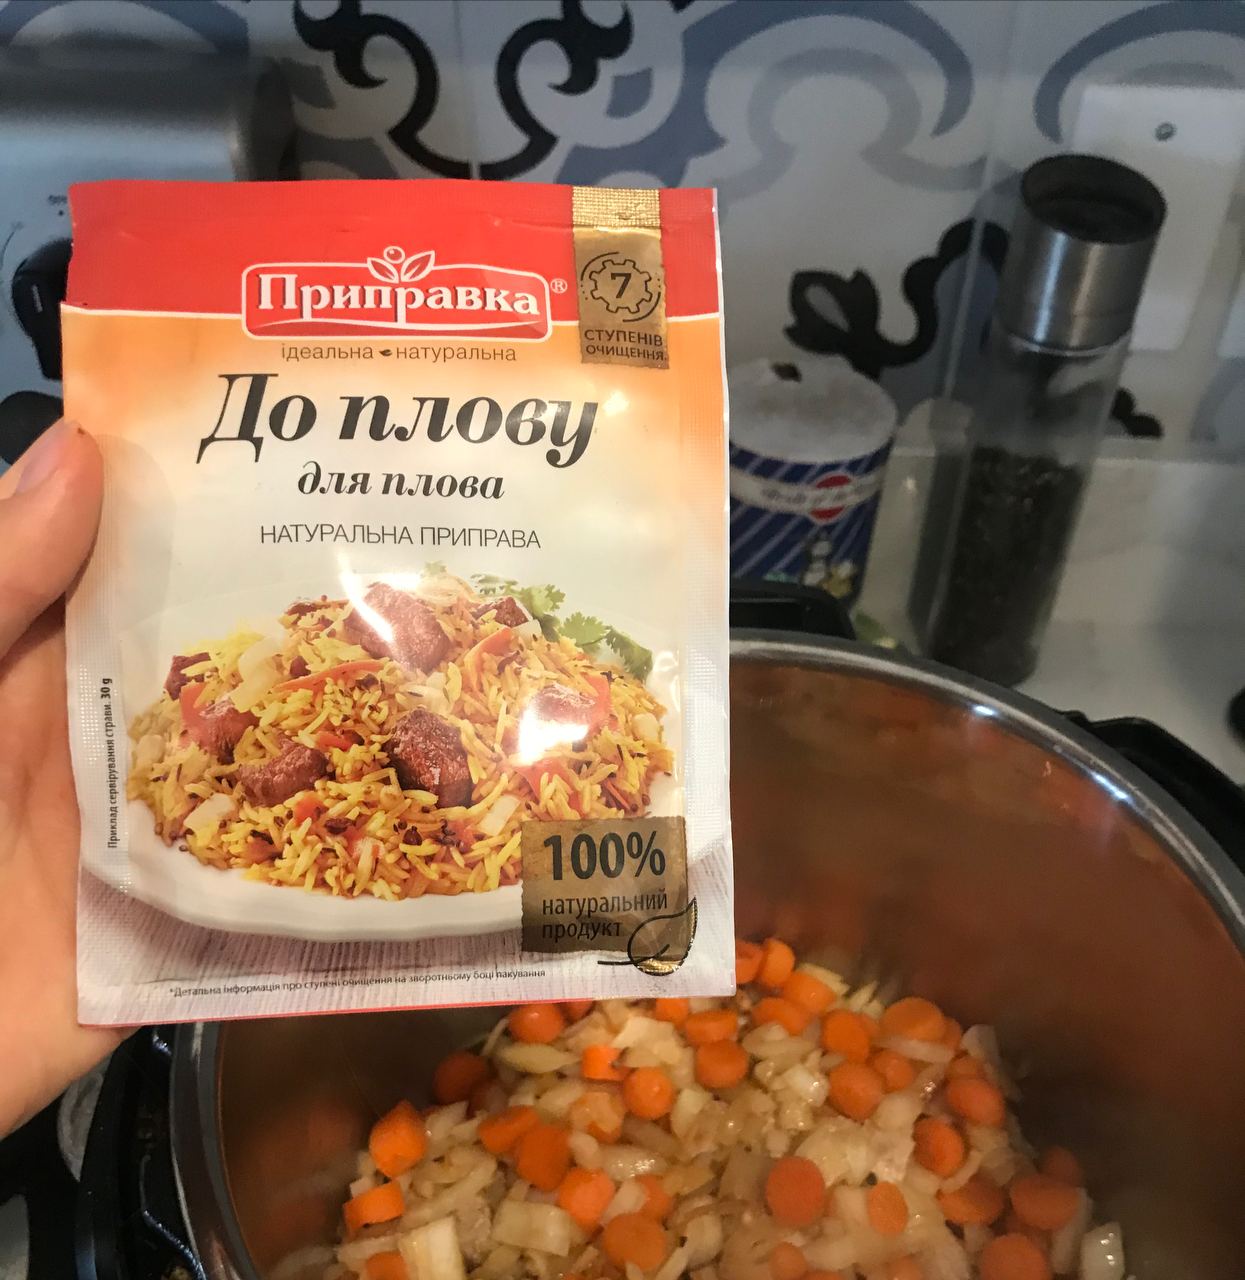 Приправка®
ідеальна натуральна
7
СТУПЕНІВ
ОЧИЩЕННЯ*
До плову
для плова
НАТУРАЛЬНА ПРИПРАВА
Приклад сервірування страви. 30 g
100%
натуральний
продукт
*Детальна інформація про ступені очищення на зворотньому боці пакування